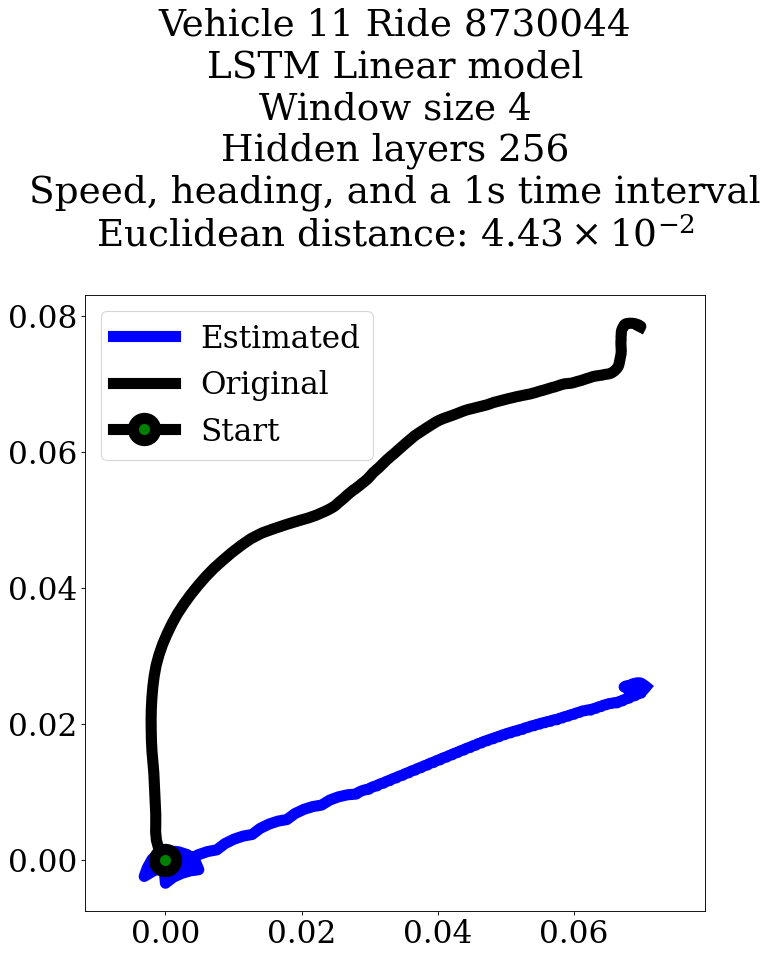 Vehicle 11 Ride 8730044
LSTM Linear model
Window size 4
Hidden layers 256
Speed, heading, and a 1s time interval
Euclidean distance: 4.43 × 10⁻²
0.08
0.06
0.04
0.02
0.00
Estimated
Original
Start
0.00 0.02 0.04 0.06